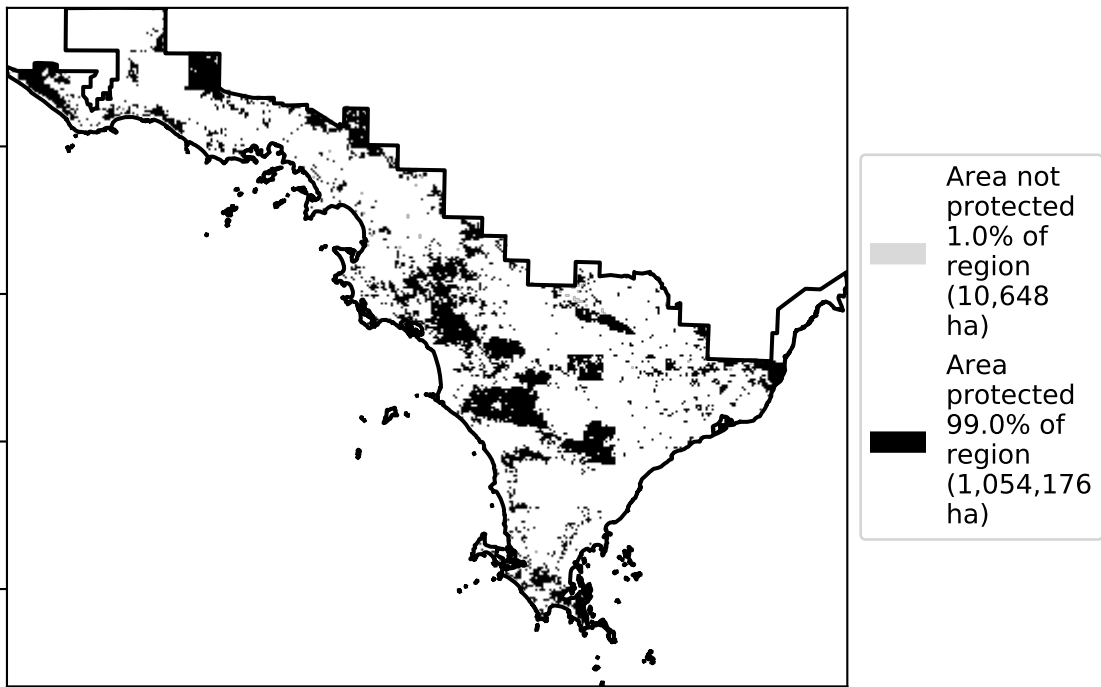 Area not
protected
1.0% of
region
(10,648
ha)
Area
protected
99.0% of
region
(1,054,176
ha)